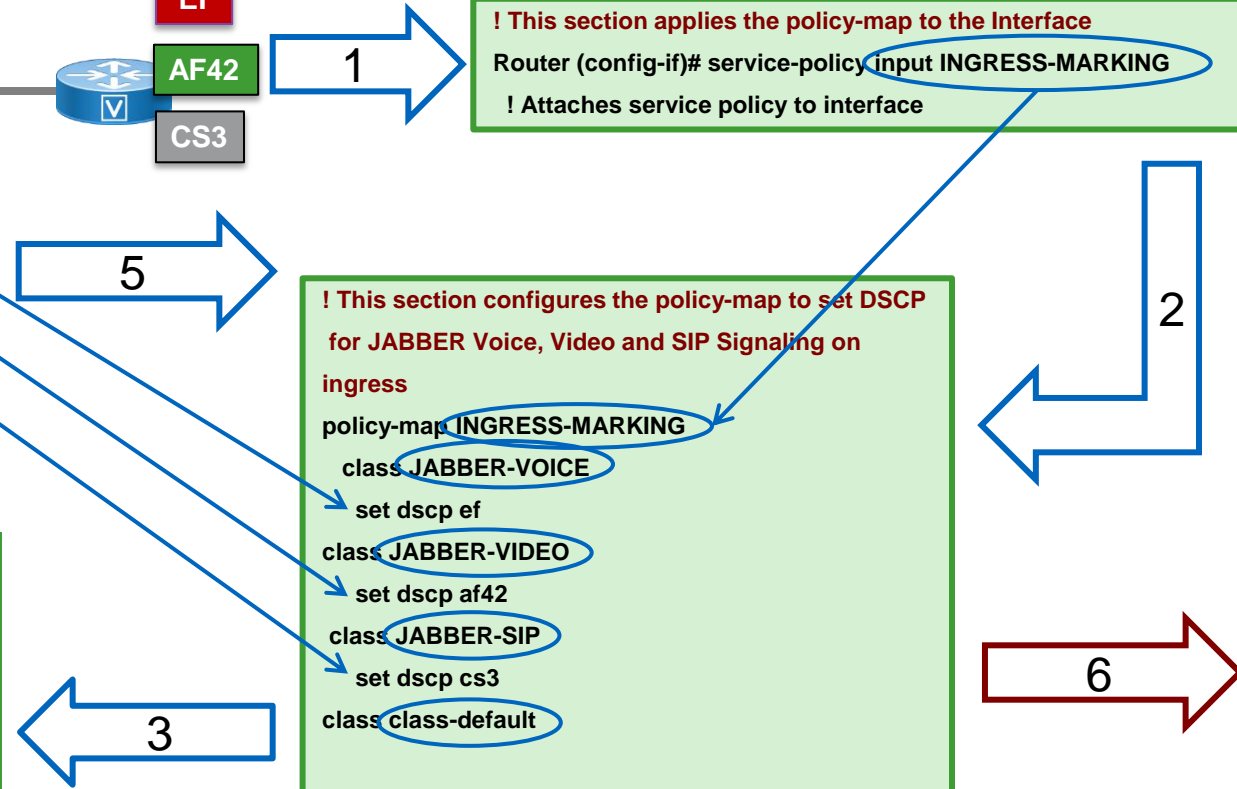 EF
! This section applies the policy-map to the Interface
Router (config-if)# service-policy input INGRESS-MARKING
! Attaches service policy to interface
AF42
1
V
CS3
5
2
! This section configures the policy-map to set DSCP
for JABBER Voice, Video and SIP Signaling on
ingress
policy-map INGRESS-MARKING
class JABBER-VOICE
set dscp ef
class JABBER-VIDEO
set dscp af42
class JABBER-SIP
set dscp cs3
class class-default
3
6